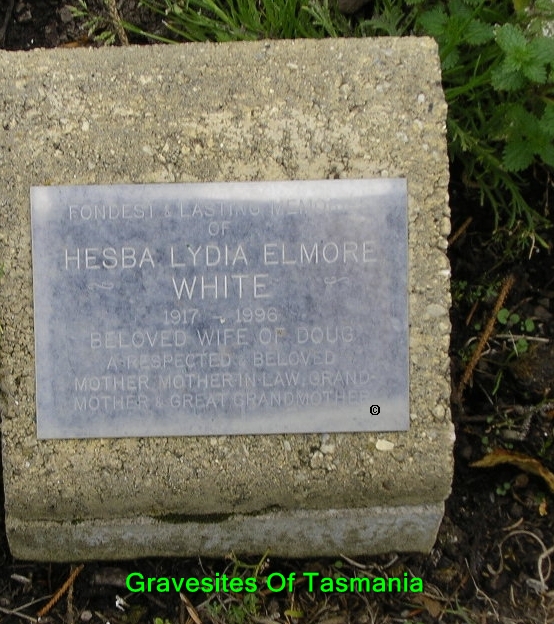 FONDEST & LASTING MEMORY
OF
HESBA LYDIA ELMORE
WHITE
1917 - 1996
BELOVED WIFE OF DOUG
A RESPECTED & BELOVED
MOTHER, MOTHER-IN-LAW, GRAND-
MOTHER & GREAT GRANDMOTHER
©
Gravesites Of Tasmania